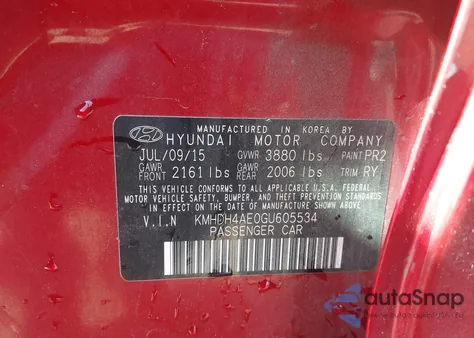 MANUFACTURED IN KOREA BY
HYUNDAI MOTOR COMPANY
JUL/09/15 GVWR 3880 lbs PAINT PR2
GAWR FRONT 2161 lbs GAWR REAR 2006 lbs TRIM RY
THIS VEHICLE CONFORMS TO ALL APPLICABLE U.S.A. FEDERAL
MOTOR VEHICLE SAFETY, BUMPER, AND THEFT PREVENTION
STANDARDS IN EFFECT ON THE DATE OF MANUFACTURE
SHOWN ABOVE.
V.I.N KMHDH4AE0GU605534
PASSENGER CAR
autoSnap